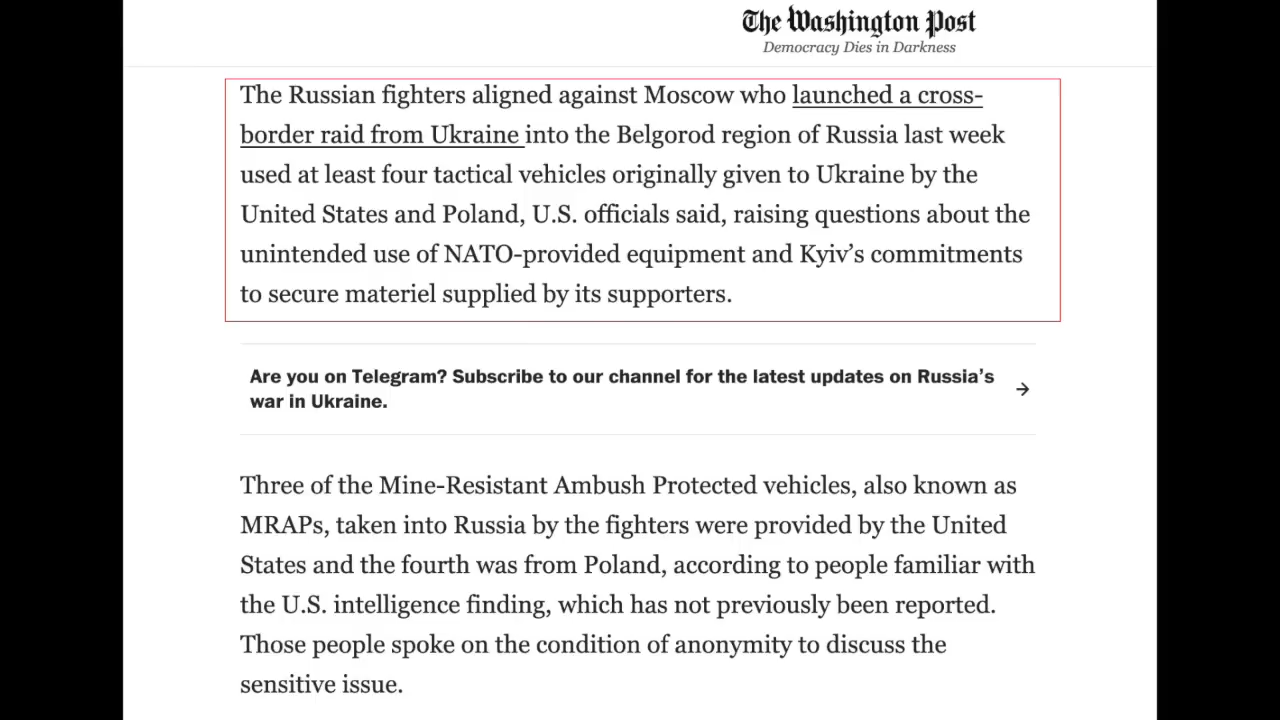 The Washington Post
Democracy Dies in Darkness
The Russian fighters aligned against Moscow who launched a cross-
border raid from Ukraine into the Belgorod region of Russia last week
used at least four tactical vehicles originally given to Ukraine by the
United States and Poland, U.S. officials said, raising questions about the
unintended use of NATO-provided equipment and Kyiv’s commitments
to secure materiel supplied by its supporters.
Are you on Telegram? Subscribe to our channel for the latest updates on Russia’s
war in Ukraine.
Three of the Mine-Resistant Ambush Protected vehicles, also known as
MRAPs, taken into Russia by the fighters were provided by the United
States and the fourth was from Poland, according to people familiar with
the U.S. intelligence finding, which has not previously been reported.
Those people spoke on the condition of anonymity to discuss the
sensitive issue.